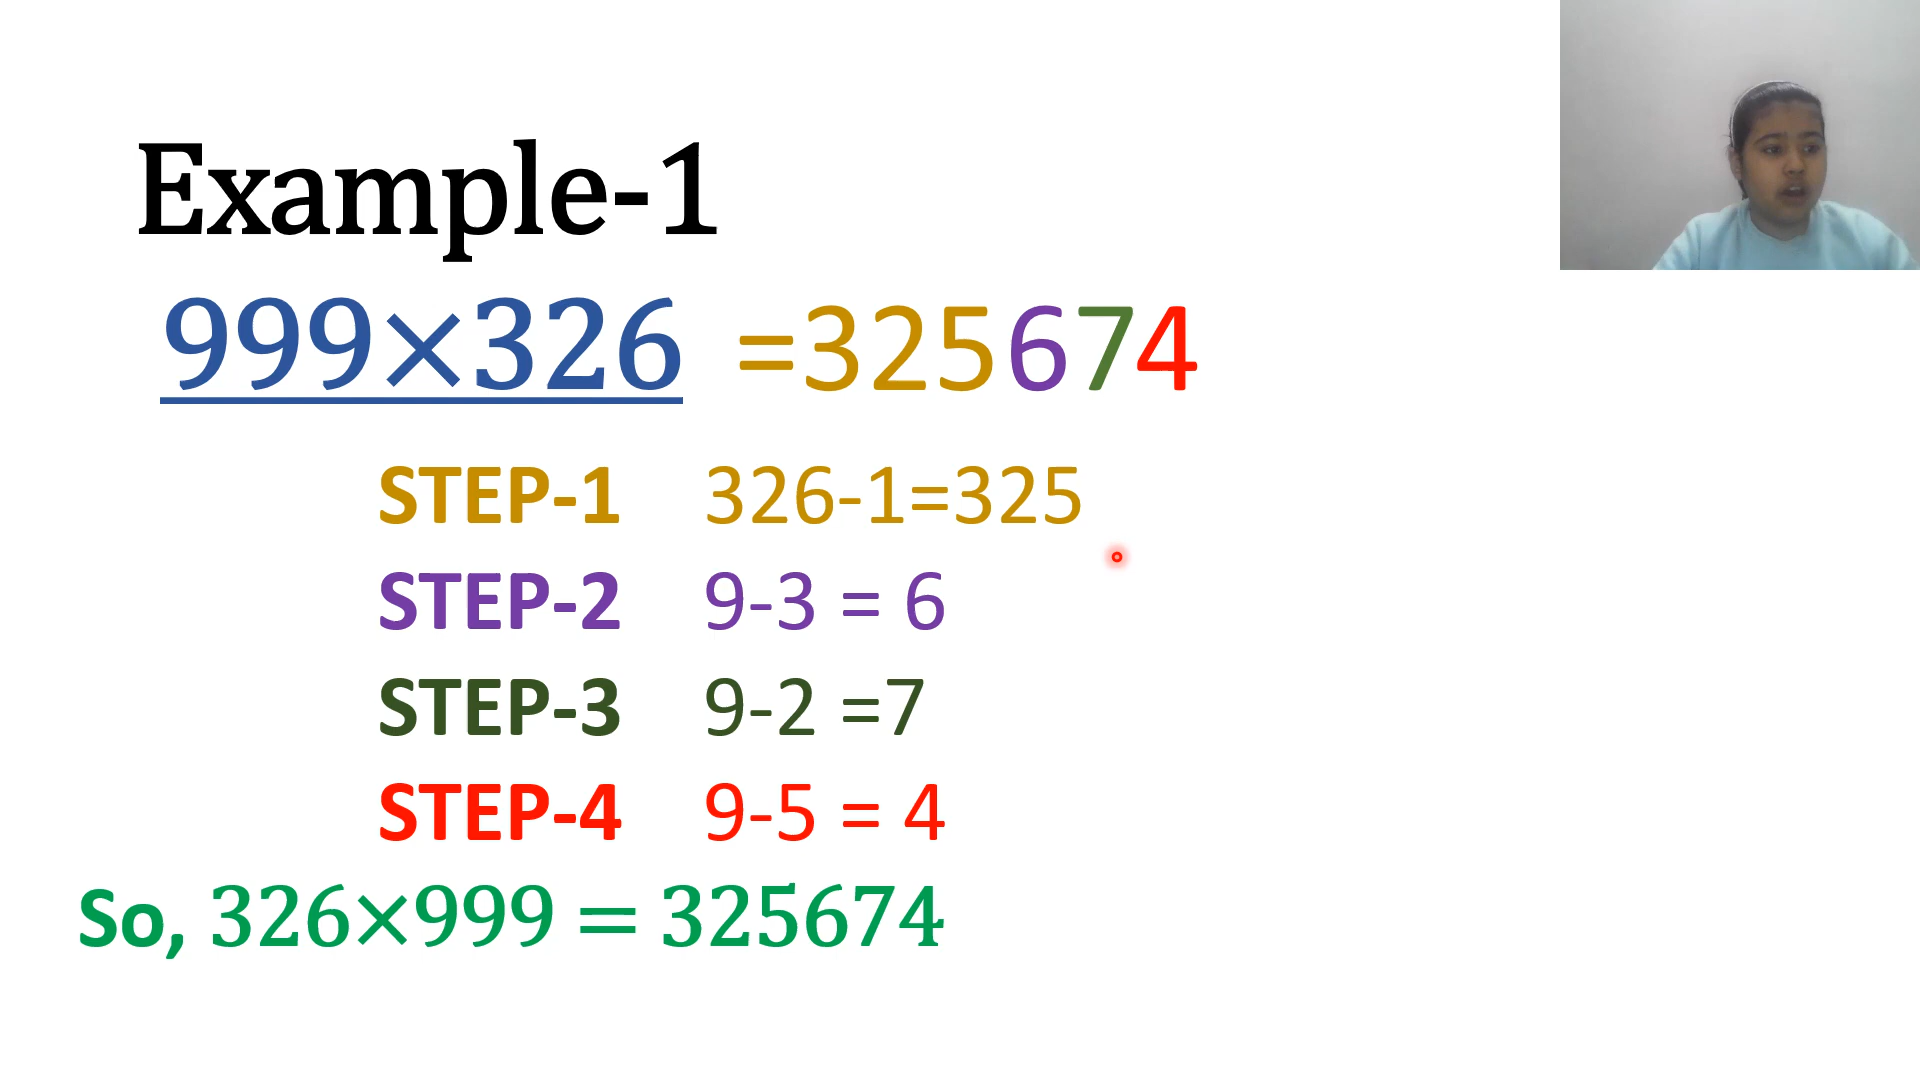 Example-1
999×326 =325674
STEP-1 326-1=325
STEP-2 9-3 = 6
STEP-3 9-2 =7
STEP-4 9-5 = 4
So, 326×999 = 325674